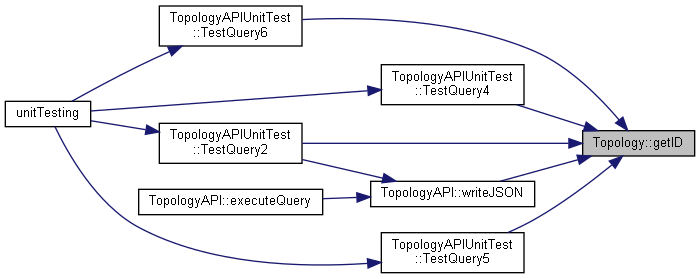 TopologyAPIUnitTest
::TestQuery6
TopologyAPIUnitTest
::TestQuery4
unitTesting
TopologyAPIUnitTest
::TestQuery2
Topology::getID
TopologyAPI::executeQuery
TopologyAPI::writeJSON
TopologyAPIUnitTest
::TestQuery5